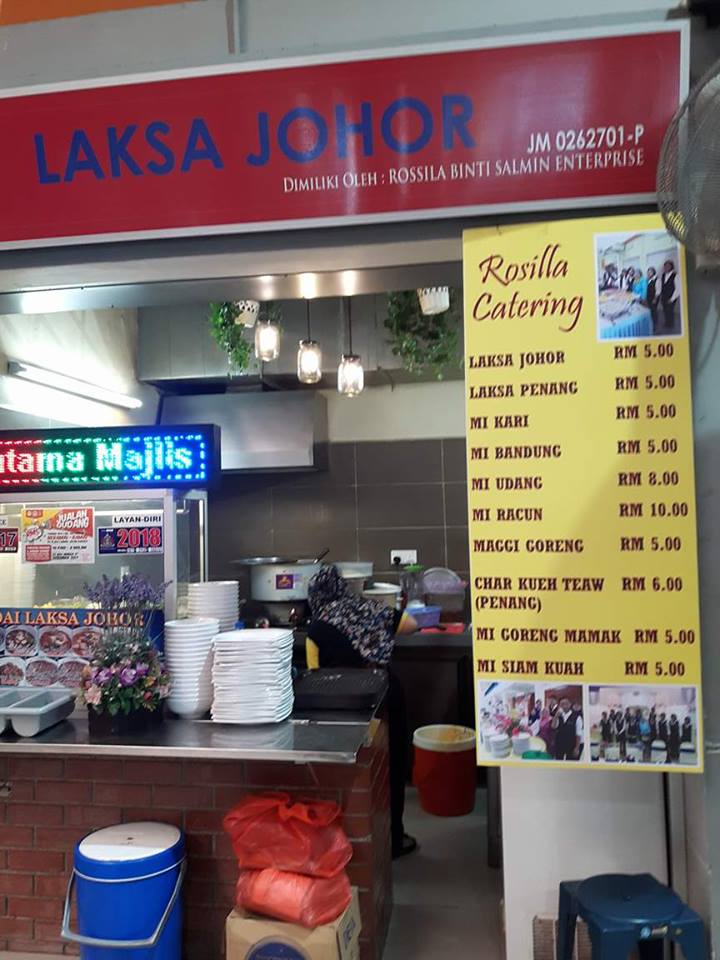 LAKSA JOHOR
JM 0262701-P
DIMILIKI OLEH : ROSSILA BINTI SALMIN ENTERPRISE
Rosilla
Catering
LAKSA JOHOR RM 5.00
LAKSA PENANG RM 5.00
MI KARI RM 5.00
MI BANDUNG RM 5.00
MI UDANG RM 8.00
MI RACUN RM 10.00
MAGGI GORENG RM 5.00
CHAR KUEH TEAW RM 6.00
(PENANG)
MI GORENG MAMAK RM 5.00
MI SIAM KUAH RM 5.00
Majlis
JUALAN
GUDANG
LAYAN-DIRI
2018
LAKSA JOHOR